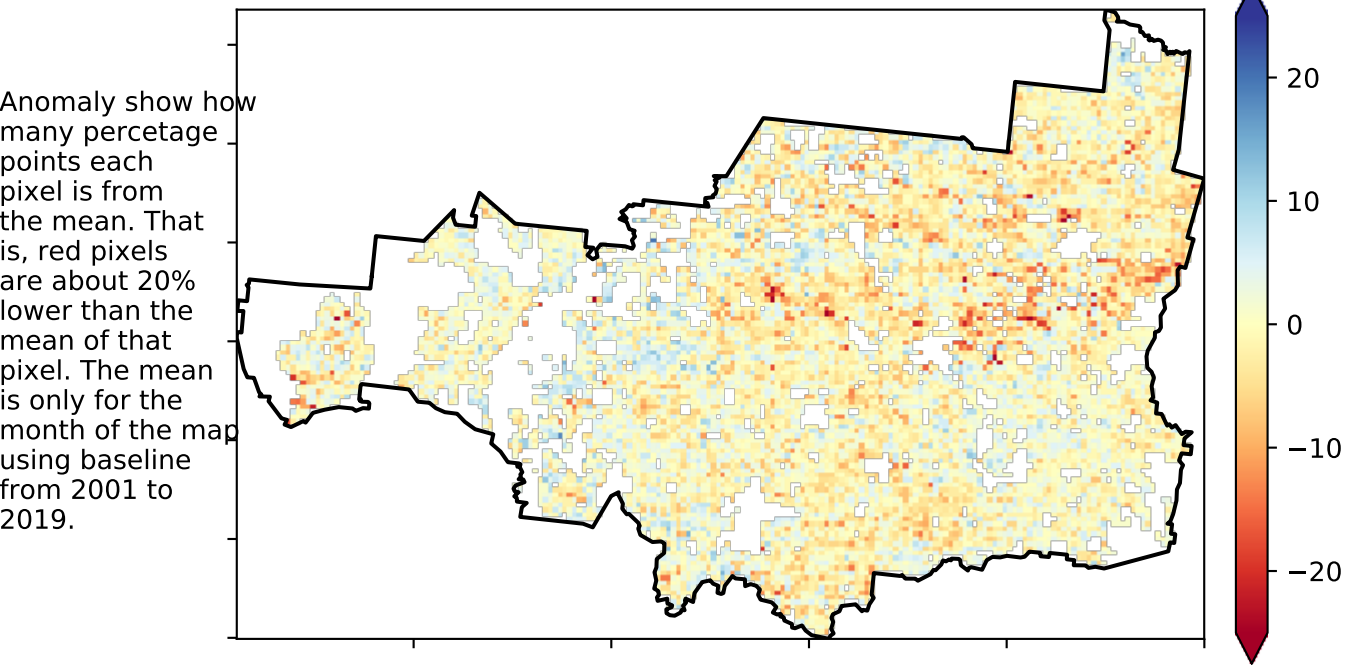 Anomaly show how
many percetage
points each
pixel is from
the mean. That
is, red pixels
are about 20%
lower than the
mean of that
pixel. The mean
is only for the
month of the map
using baseline
from 2001 to
2019.
20
10
0
−10
−20